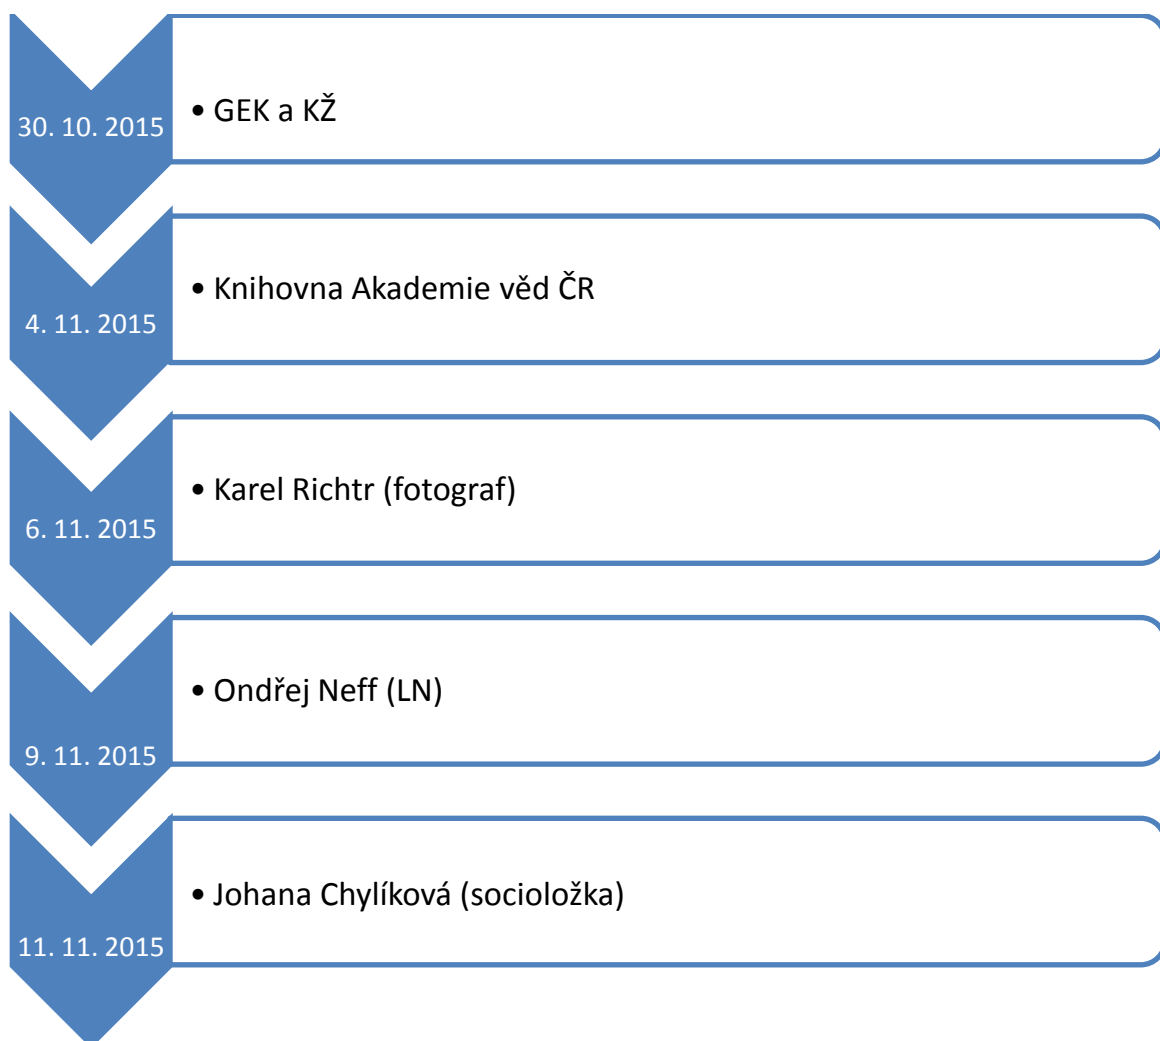 30. 10. 2015
• GEK a KŽ
4. 11. 2015
• Knihovna Akademie věd ČR
6. 11. 2015
• Karel Richtr (fotograf)
9. 11. 2015
• Ondřej Neff (LN)
11. 11. 2015
• Johana Chylíková (socioložka)